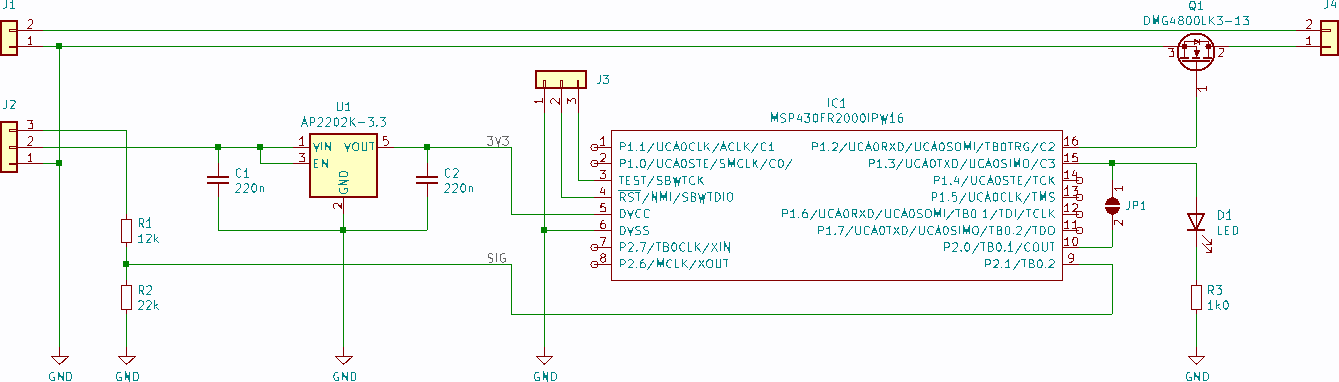 J1
2
1
Q1
DMG4800LK3-13
3
2
1
J4
2
1
J2
3
2
1
U1
AP2202K-3.3
1
VIN
VOUT
5
3
EN
GND
2
C1
220n
C2
220n
3V3
SIG
R1
12k
R2
22k
J3
1
2
3
IC1
MSP430FR2000IPW16
1 P1.1/UCA0CLK/ACLK/C1
2 P1.0/UCA0STE/SMCLK/C0/
3 TEST/SBWTCK
4 RST/NMI/SBWTDIO
5 DVCC
6 DVSS
7 P2.7/TB0CLK/XIN
8 P2.6/MCLK/XOUT
P1.2/UCA0RXD/UCA0SOMI/TB0TRG/C2 16
P1.3/UCA0TXD/UCA0SIMO/C3 15
P1.4/UCA0STE/TCK 14
P1.5/UCA0CLK/TMS 13
P1.6/UCA0RXD/UCA0SOMI/TB0.1/TDI/TCLK 12
P1.7/UCA0TXD/UCA0SIMO/TB0.2/TDO 11
P2.0/TB0.1/COUT 10
P2.1/TB0.2 9
1
JP1
2
D1
LED
R3
1k0
GND
GND
GND
GND
GND